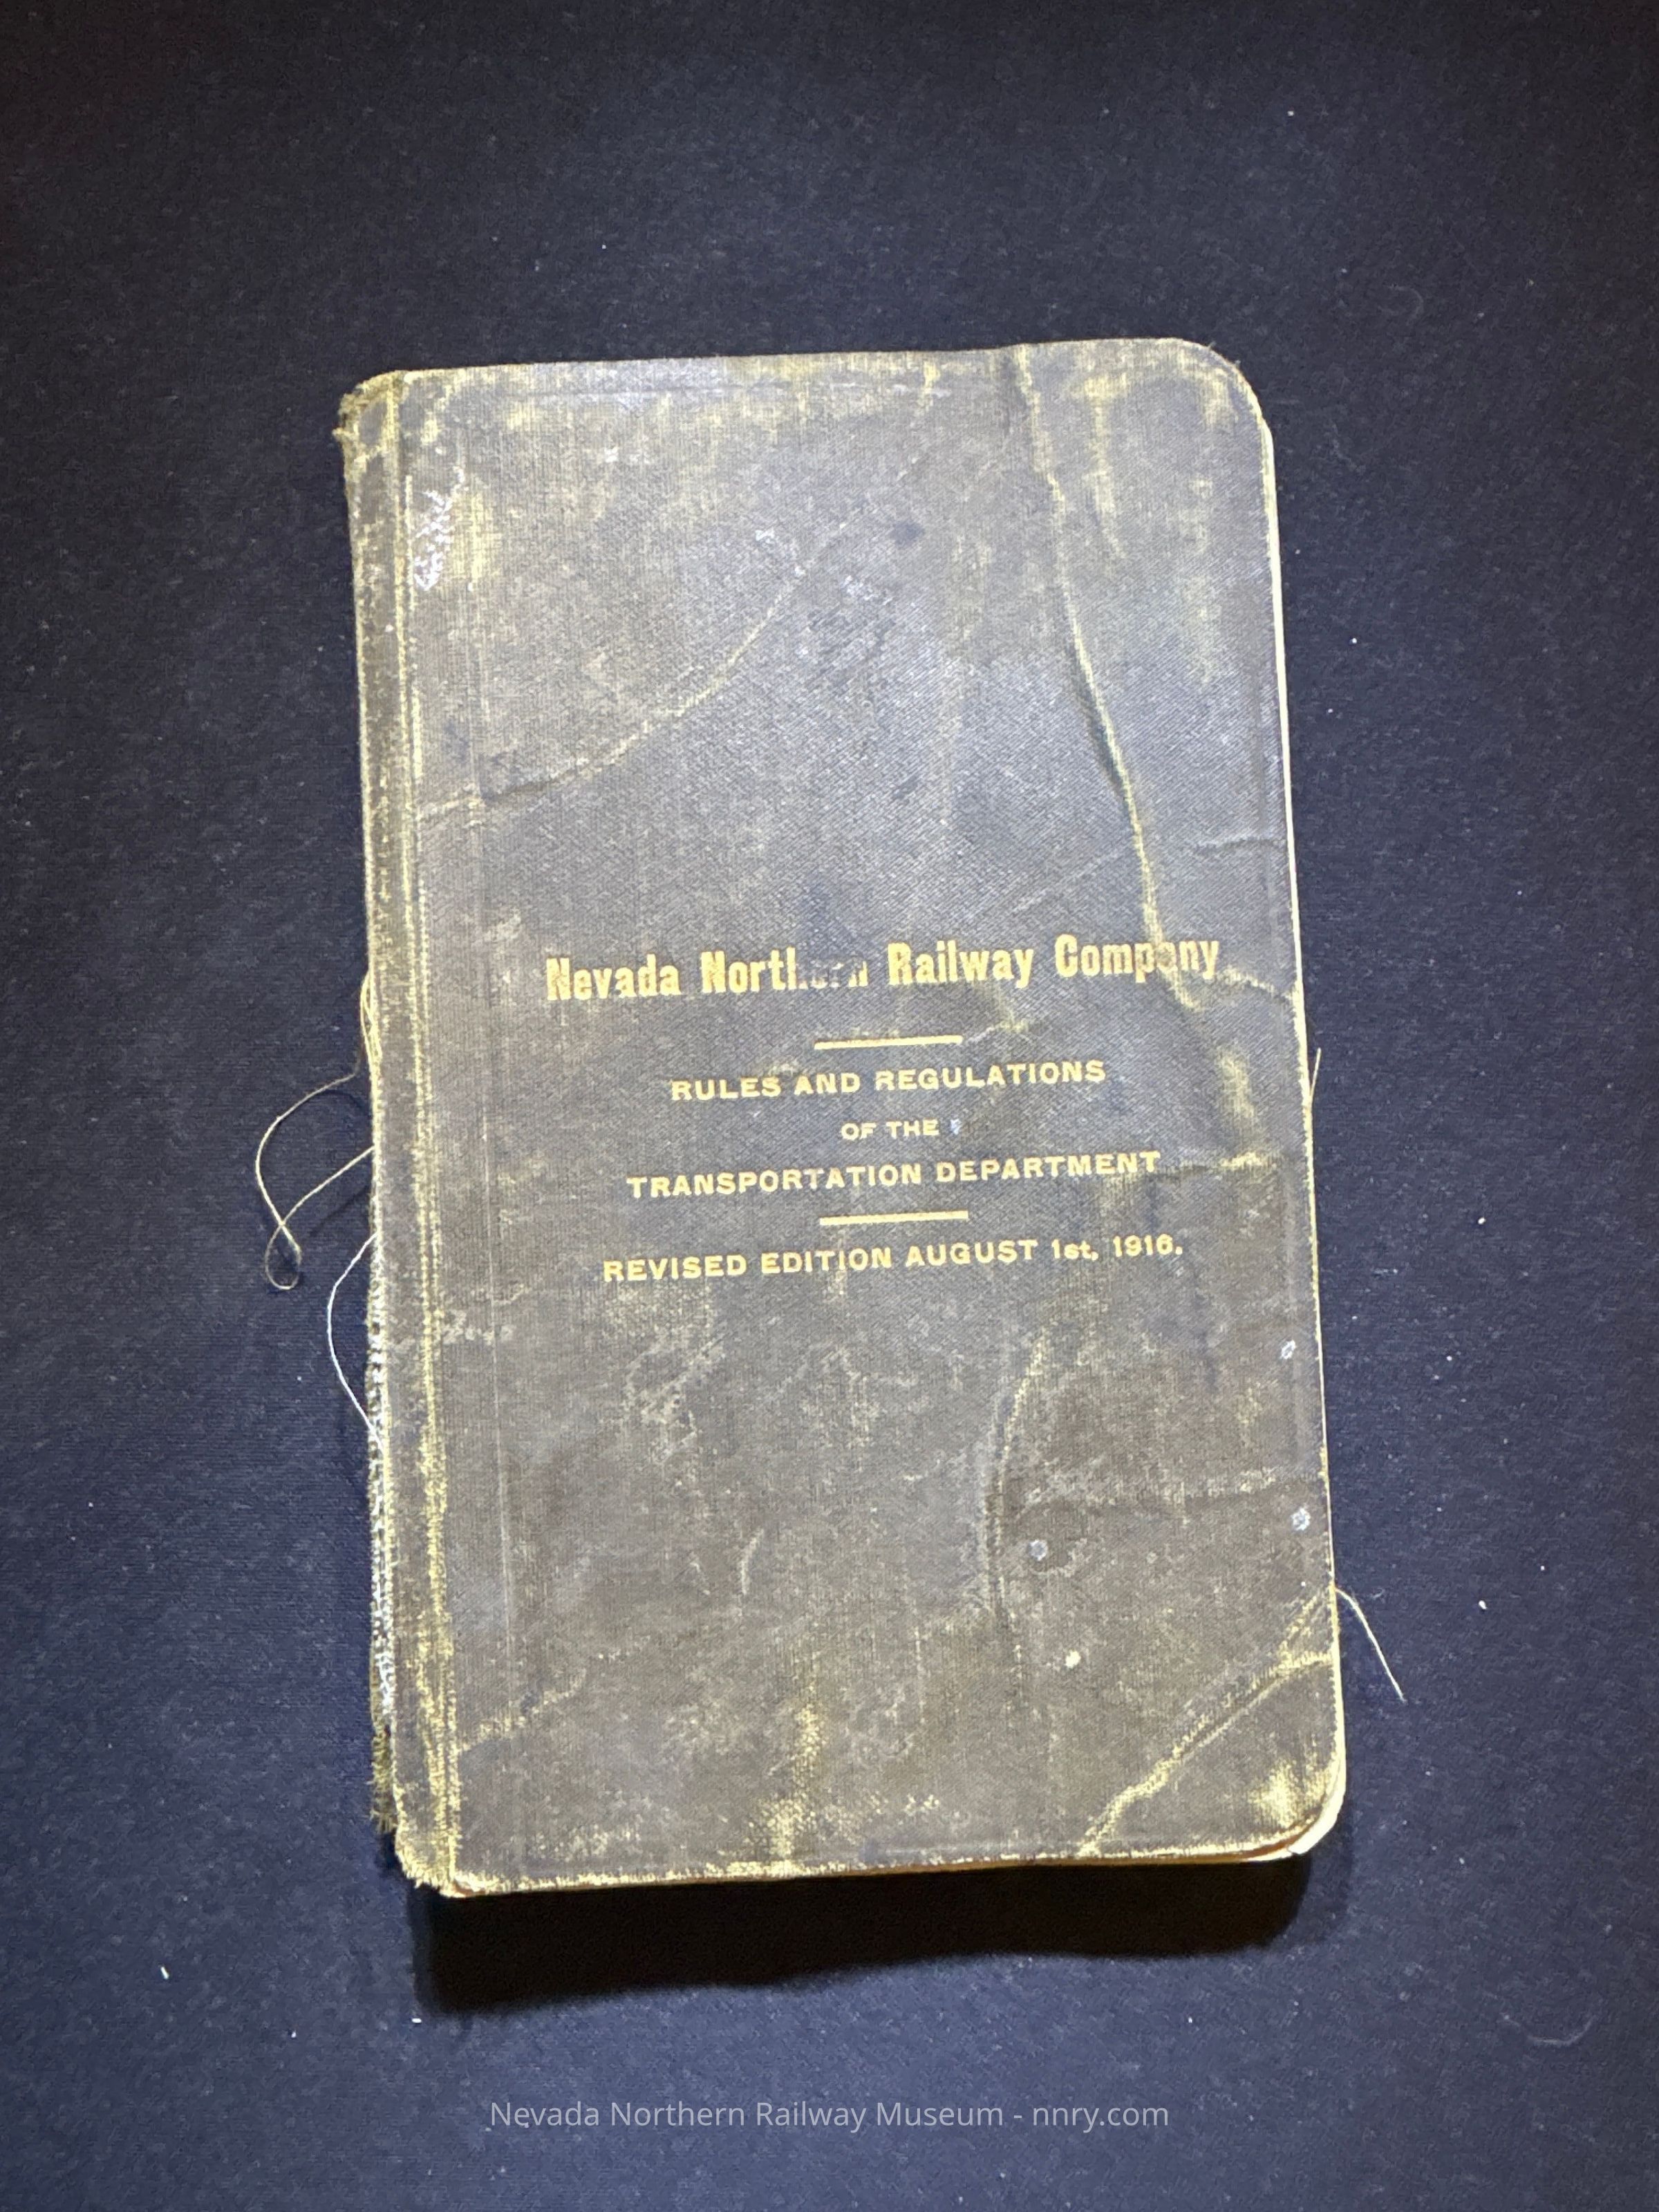 Nevada Northern Railway Company
RULES AND REGULATIONS
OF THE
TRANSPORTATION DEPARTMENT
REVISED EDITION AUGUST 1st, 1916.
Nevada Northern Railway Museum - nnry.com